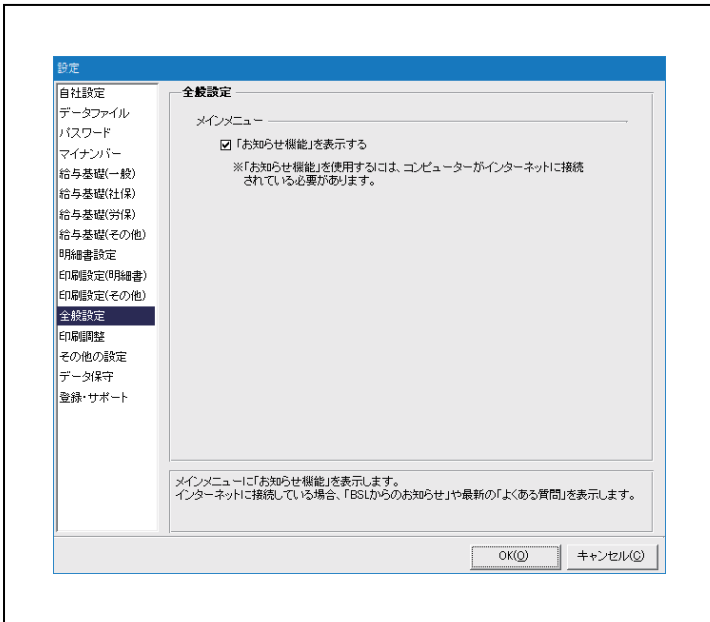 設定
自社設定
データファイル
パスワード
マイナンバー
給与基礎(一般)
給与基礎(社保)
給与基礎(労保)
給与基礎(その他)
明細書設定
印刷設定(明細書)
印刷設定(その他)
全般設定
印刷調整
その他の設定
データ保守
登録・サポート
全般設定
メインメニュー
「お知らせ機能」を表示する
※「お知らせ機能」を使用するには、コンピューターがインターネットに接続
されている必要があります。
メインメニューに「お知らせ機能」を表示します。
インターネットに接続している場合、「BSLからのお知らせ」や最新の「よくある質問」を表示します。
OK(O)
キャンセル(C)